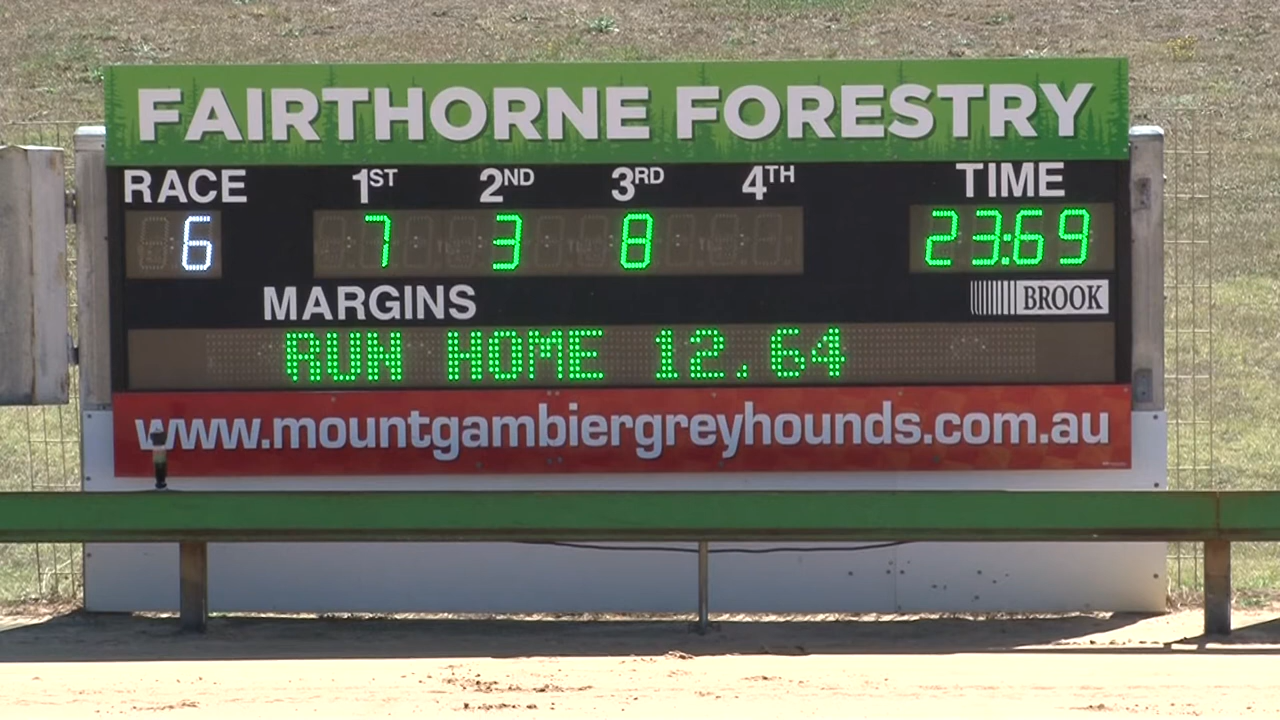 FAIRTHORNE FORESTRY
RACE 1ST 2ND 3RD 4TH TIME
6 7 3 8 23:69
MARGINS BROOK
RUN HOME 12.64
www.mountgambiergreyhounds.com.au